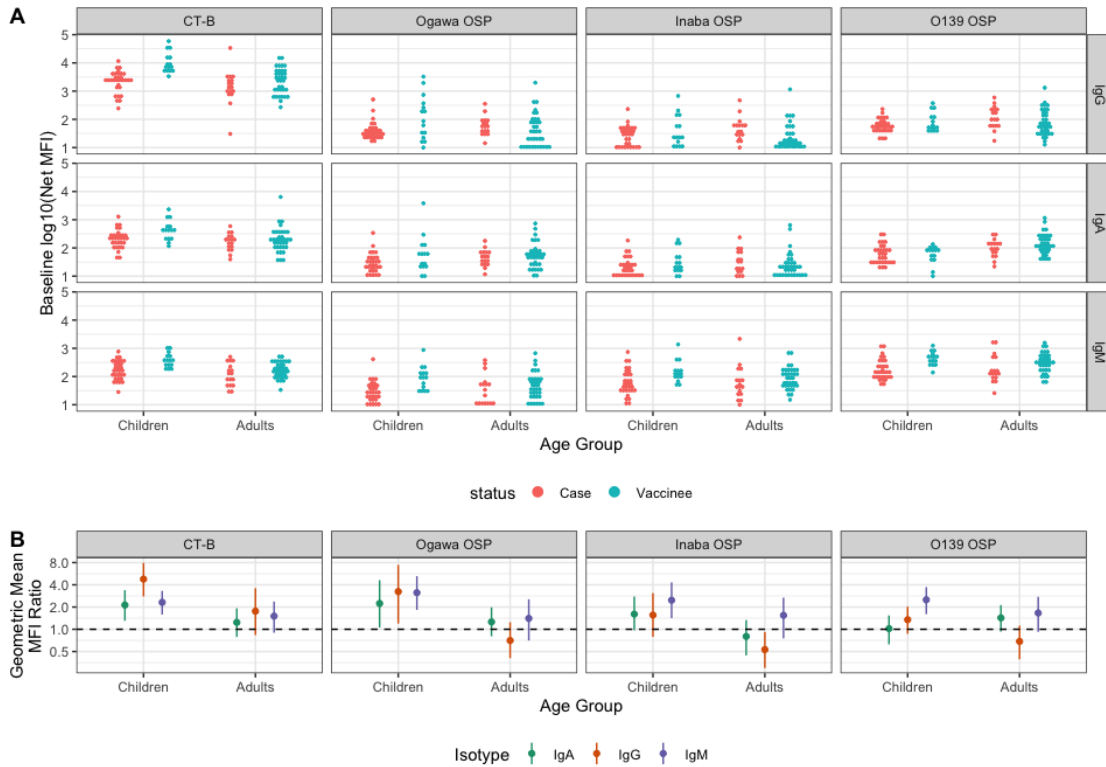 A
CT-B
Ogawa OSP
Inaba OSP
O139 OSP
Baseline log10(Net MFI)
5
4
3
2
1
IgG
5
4
3
2
1
IgA
5
4
3
2
1
IgM
Children
Adults
Children
Adults
Children
Adults
Children
Adults
Age Group
status
Case
Vaccinee
B
CT-B
Ogawa OSP
Inaba OSP
O139 OSP
Geometric Mean
MFI Ratio
8.0
4.0
2.0
1.0
0.5
Children
Adults
Children
Adults
Children
Adults
Children
Adults
Age Group
Isotype
IgA
IgG
IgM